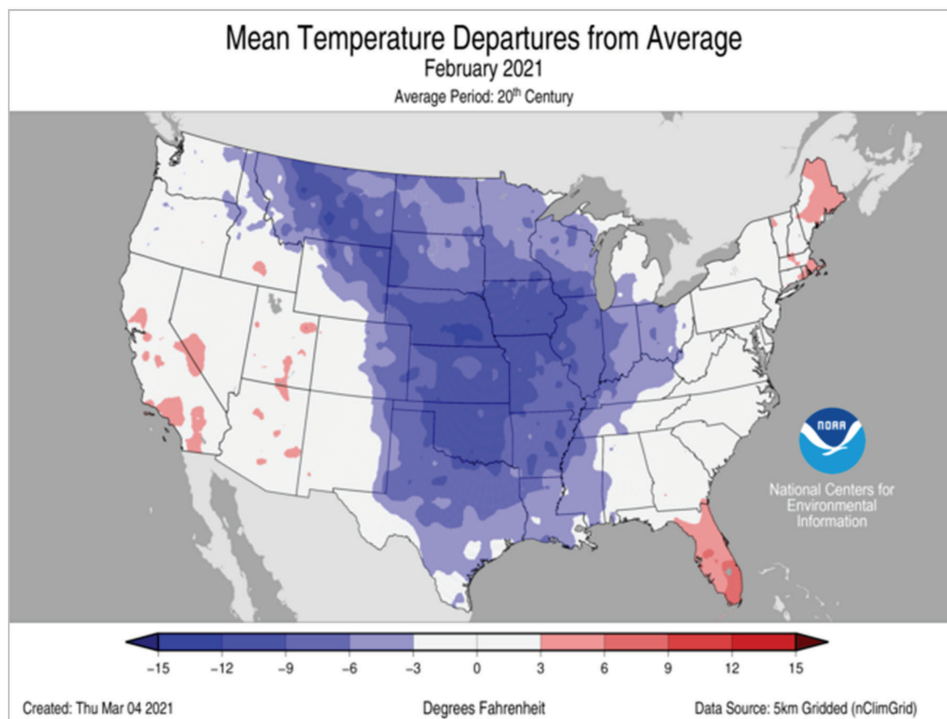 Mean Temperature Departures from Average
February 2021
Average Period: 20th Century
NOAA
National Centers for
Environmental
Information
-15 -12 -9 -6 -3 0 3 6 9 12 15
Created: Thu Mar 04 2021 Degrees Fahrenheit Data Source: 5km Gridded (nClimGrid)